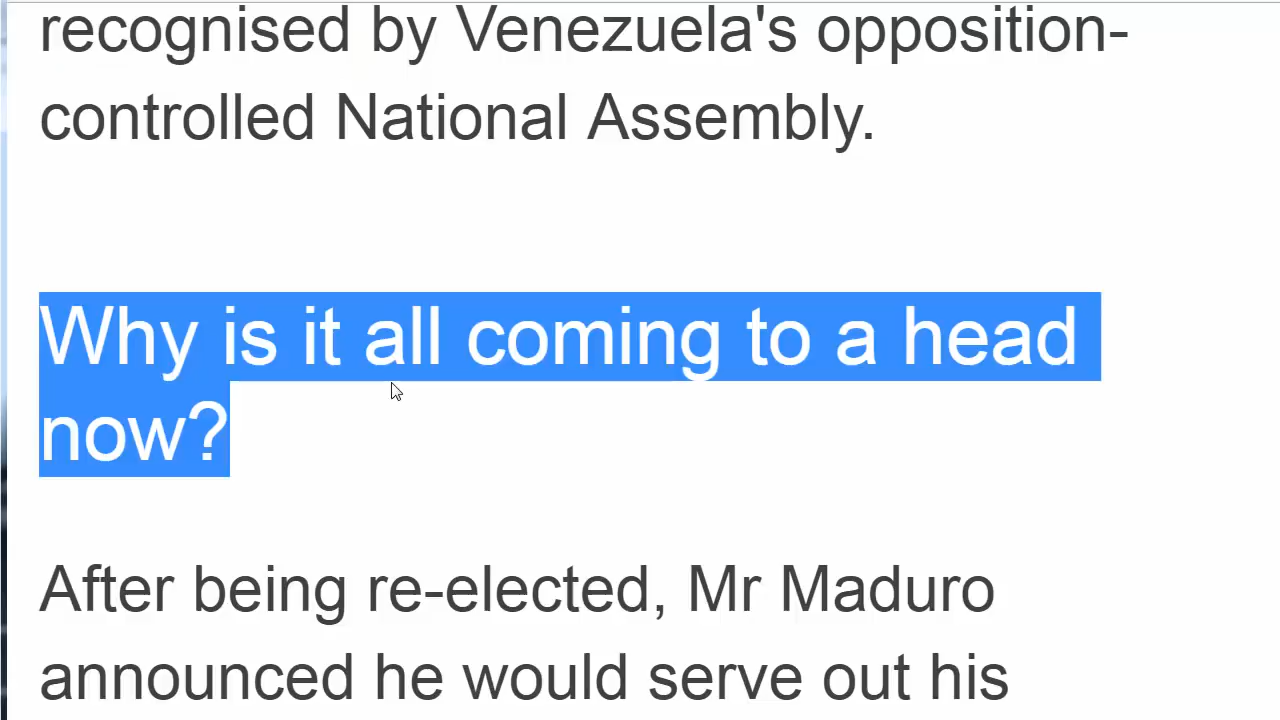 recognised by Venezuela's opposition-
controlled National Assembly.
Why is it all coming to a head
now?
After being re-elected, Mr Maduro
announced he would serve out his